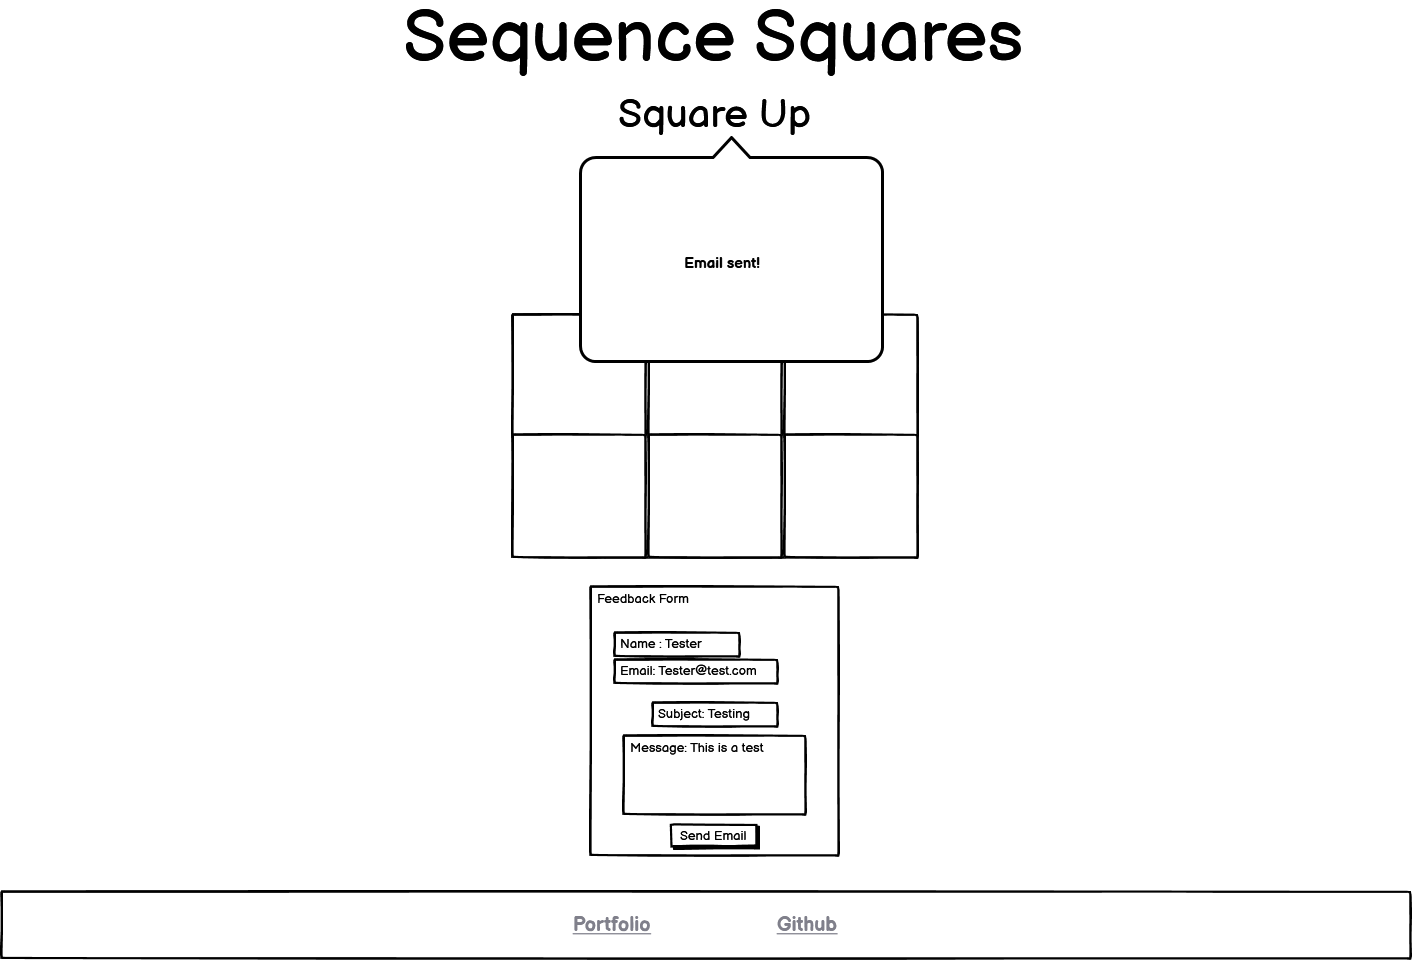 Sequence Squares
Square Up
Email sent!
Feedback Form
Name : Tester
Email: Tester@test.com
Subject: Testing
Message: This is a test
Send Email
Portfolio Github